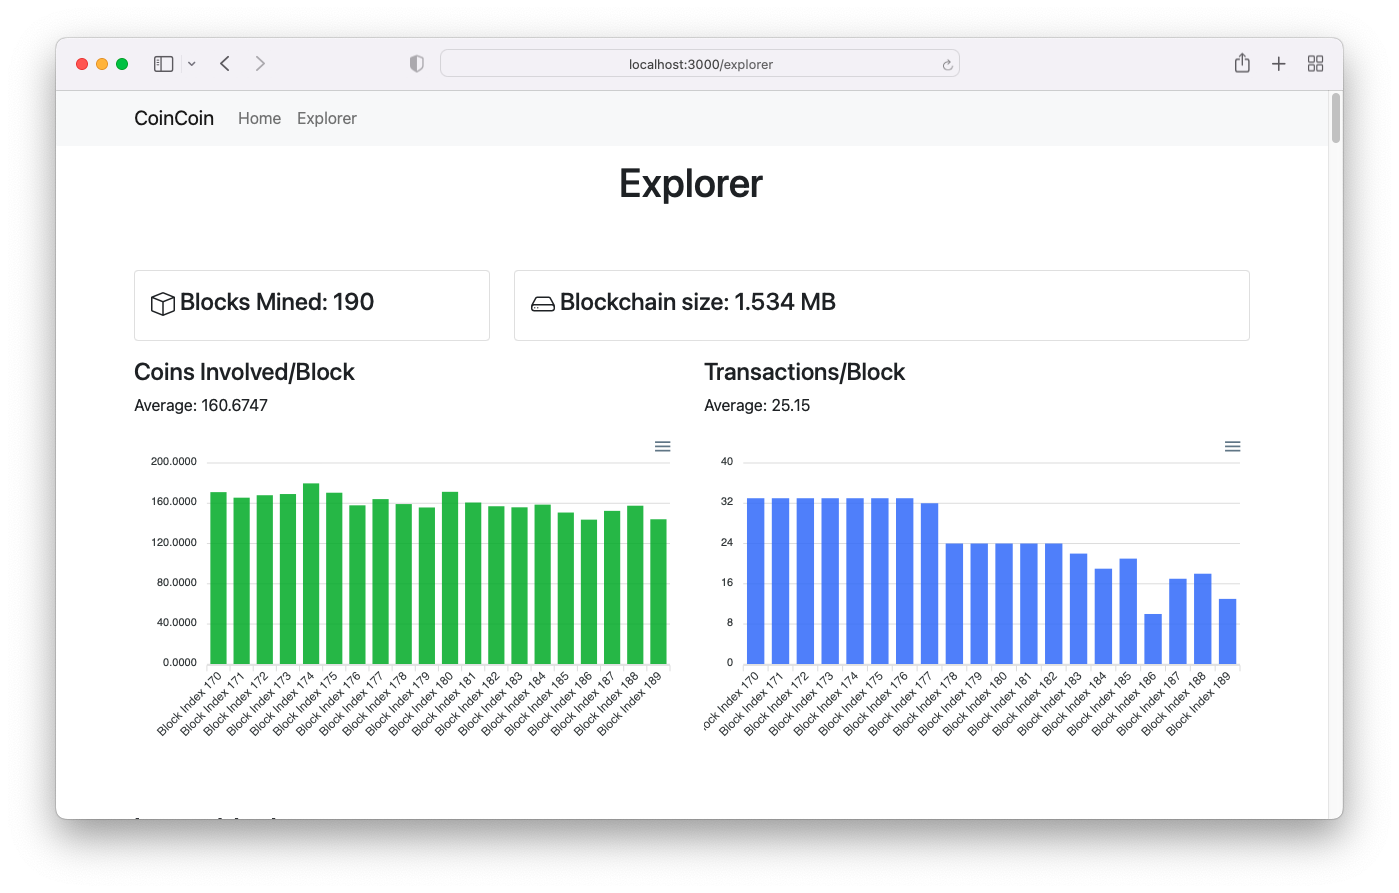 localhost:3000/explorer
CoinCoin Home Explorer
Explorer
Blocks Mined: 190
Blockchain size: 1.534 MB
Coins Involved/Block
Average: 160.6747
200.0000
160.0000
120.0000
80.0000
40.0000
0.0000
Block Index 170
Block Index 171
Block Index 172
Block Index 173
Block Index 174
Block Index 175
Block Index 176
Block Index 177
Block Index 178
Block Index 179
Block Index 180
Block Index 181
Block Index 182
Block Index 183
Block Index 184
Block Index 185
Block Index 186
Block Index 187
Block Index 188
Block Index 189
Transactions/Block
Average: 25.15
40
32
24
16
8
0
ock Index 170
Block Index 171
Block Index 172
Block Index 173
Block Index 174
Block Index 175
Block Index 176
Block Index 177
Block Index 178
Block Index 179
Block Index 180
Block Index 181
Block Index 182
Block Index 183
Block Index 184
Block Index 185
Block Index 186
Block Index 187
Block Index 188
Block Index 189